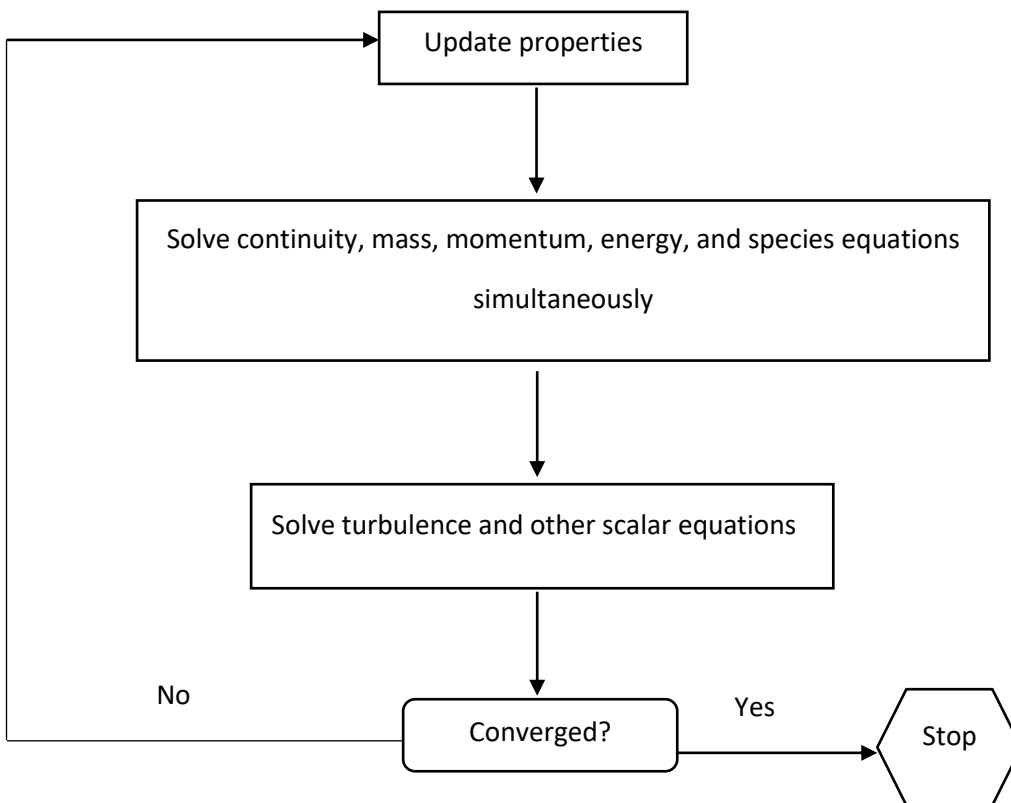 Update properties
Solve continuity, mass, momentum, energy, and species equations
simultaneously
Solve turbulence and other scalar equations
No
Yes
Converged?
Stop